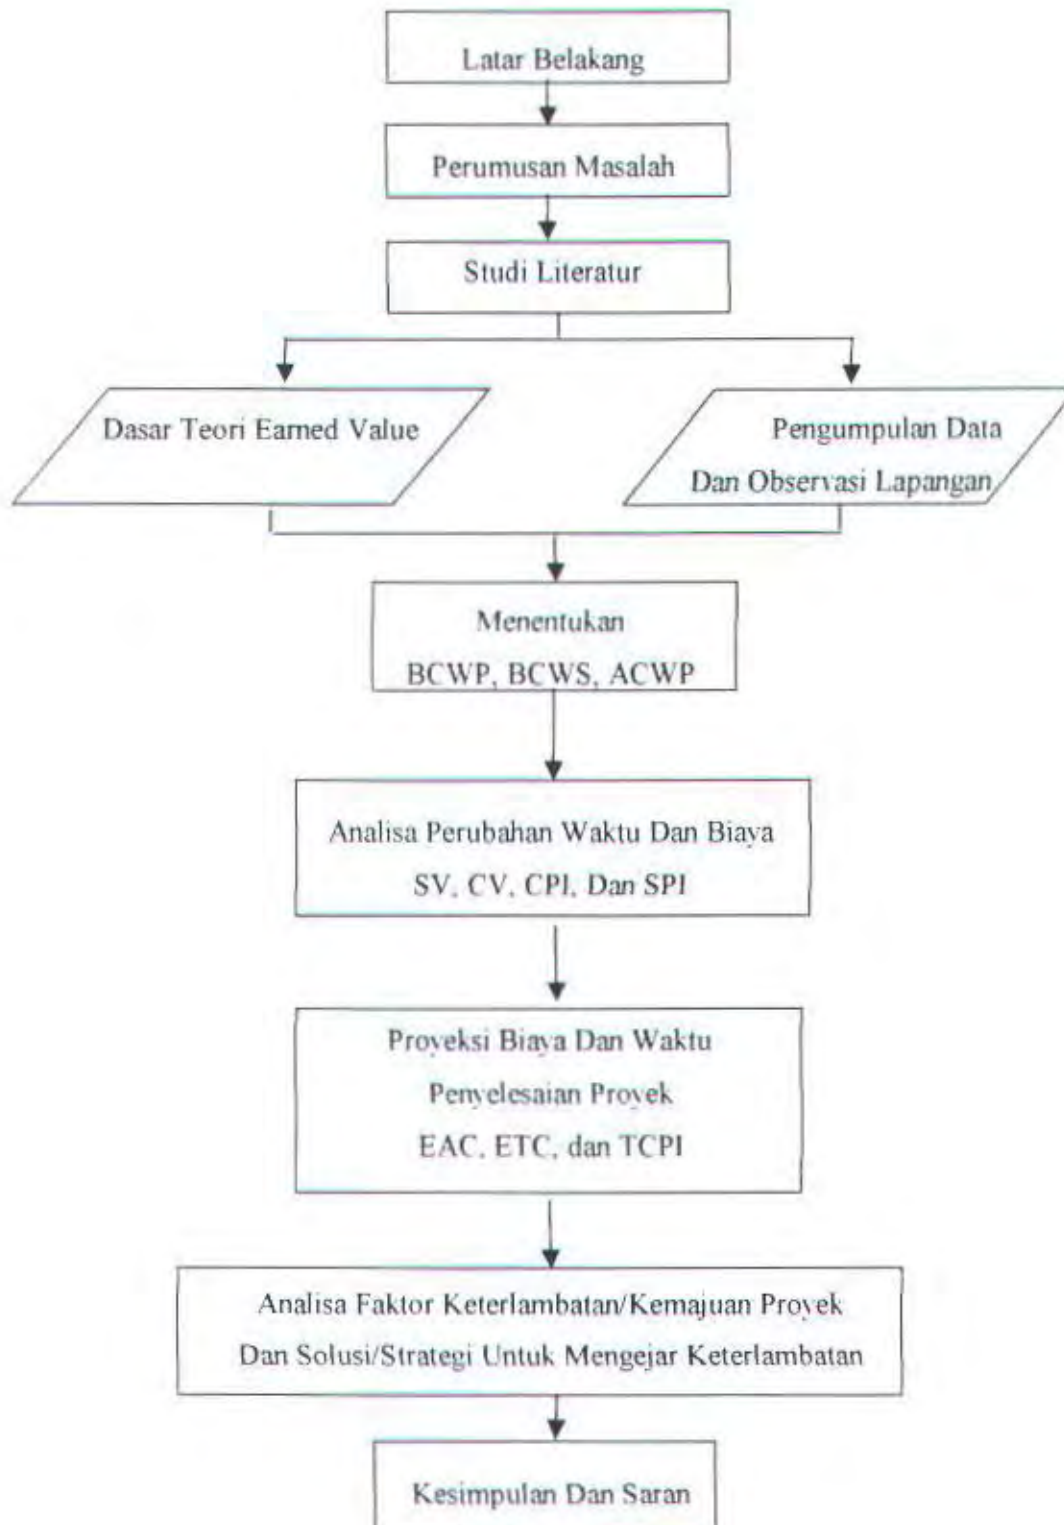 Latar Belakang
Perumusan Masalah
Studi Literatur
Dasar Teori Earned Value
Pengumpulan Data
Dan Observasi Lapangan
Menentukan
BCWP, BCWS, ACWP
Analisa Perubahan Waktu Dan Biaya
SV, CV, CPI, Dan SPI
Proyeksi Biaya Dan Waktu
Penyelesaian Proyek
EAC, ETC, dan TCPI
Analisa Faktor Keterlambatan/Kemajuan Proyek
Dan Solusi/Strategi Untuk Mengejar Keterlambatan
Kesimpulan Dan Saran